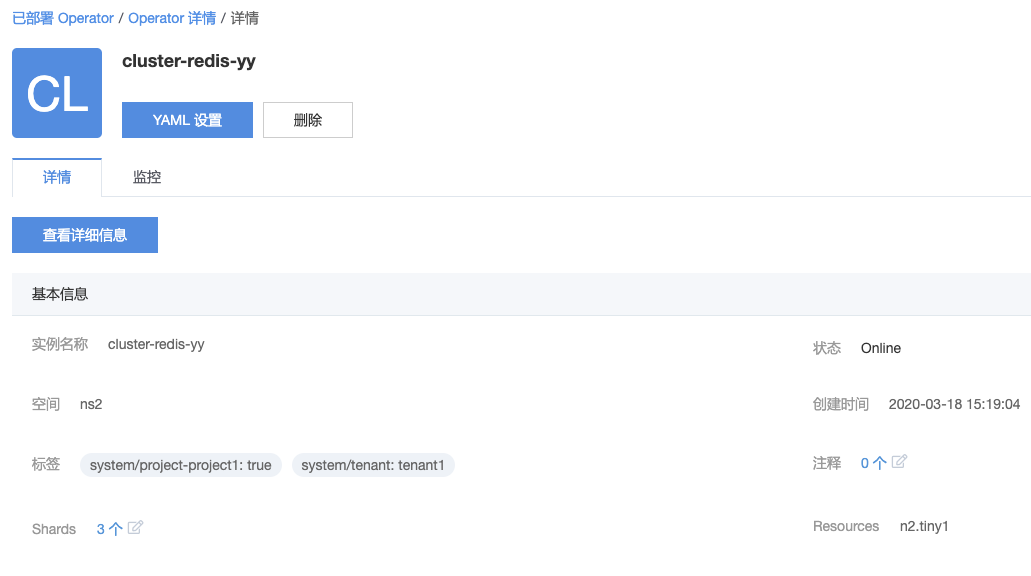 已部署 Operator / Operator 详情 / 详情
CL
cluster-redis-yy
YAML 设置 删除
详情 监控
查看详细信息
基本信息
实例名称 cluster-redis-yy 状态 Online
空间 ns2 创建时间 2020-03-18 15:19:04
标签 system/project-project1: true system/tenant: tenant1 注释 0 个
Shards 3 个 Resources n2.tiny1